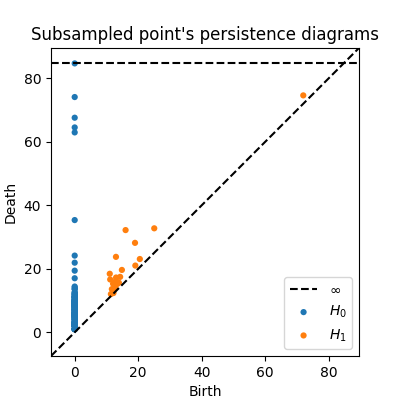 Subsampled point's persistence diagrams
Death
80
60
40
20
0
∞
H₀
H₁
0 20 40 60 80
Birth